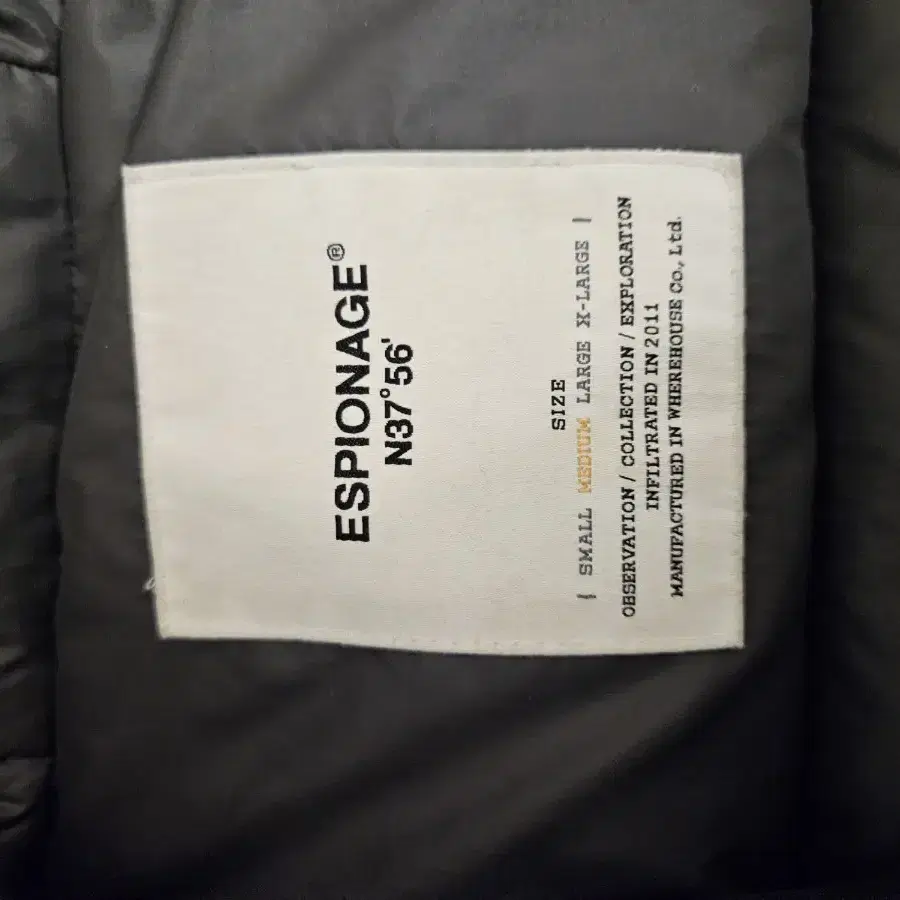 ESPIONAGE®
N37°56'
SIZE
| SMALL MEDIUM LARGE X-LARGE |
OBSERVATION / COLLECTION / EXPLORATION
INFILTRATED IN 2011
MANUFACTURED IN WHEREHOUSE Co., Ltd.